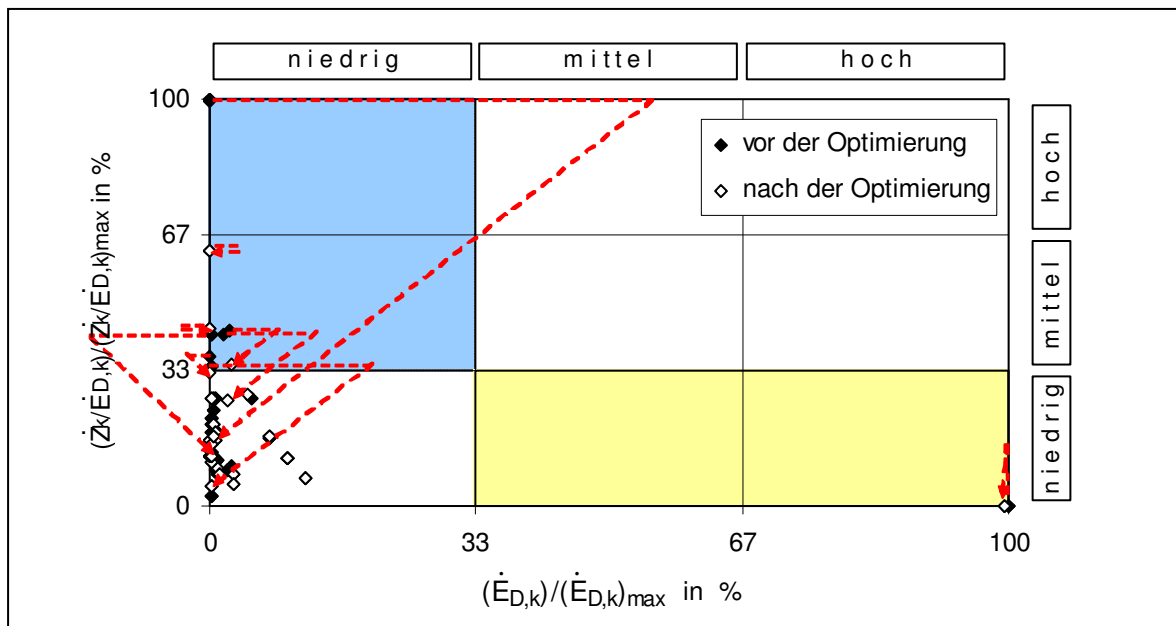 niedrig mittel hoch
100
67
33
0
(Żk/ĖD,k)/(Żk/ĖD,k)max in %
vor der Optimierung
nach der Optimierung
hoch
mittel
niedrig
0 33 67 100
(ĖD,k)/(ĖD,k)max in %